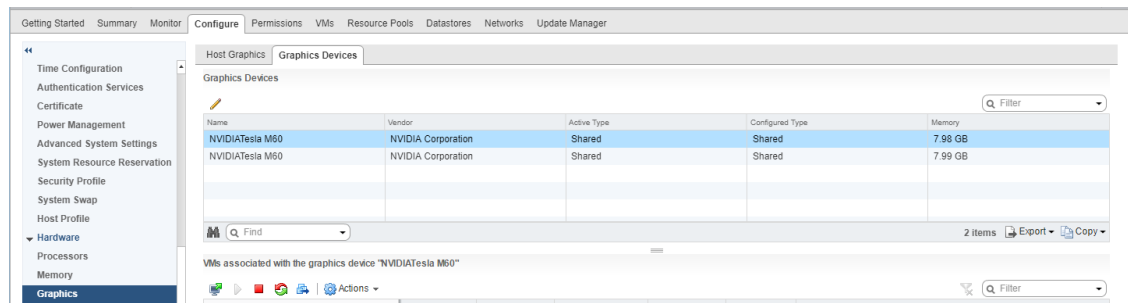 Getting Started Summary Monitor Configure Permissions VMs Resource Pools Datastores Networks Update Manager
Time Configuration
Authentication Services
Certificate
Power Management
Advanced System Settings
System Resource Reservation
Security Profile
System Swap
Host Profile
Hardware
Processors
Memory
Graphics
Host Graphics Graphics Devices
Graphics Devices
Filter
Name Vendor Active Type Configured Type Memory
NVIDIATesla M60 NVIDIA Corporation Shared Shared 7.98 GB
NVIDIATesla M60 NVIDIA Corporation Shared Shared 7.99 GB
Find 2 items Export Copy
VMs associated with the graphics device "NVIDIATesla M60"
Actions Filter